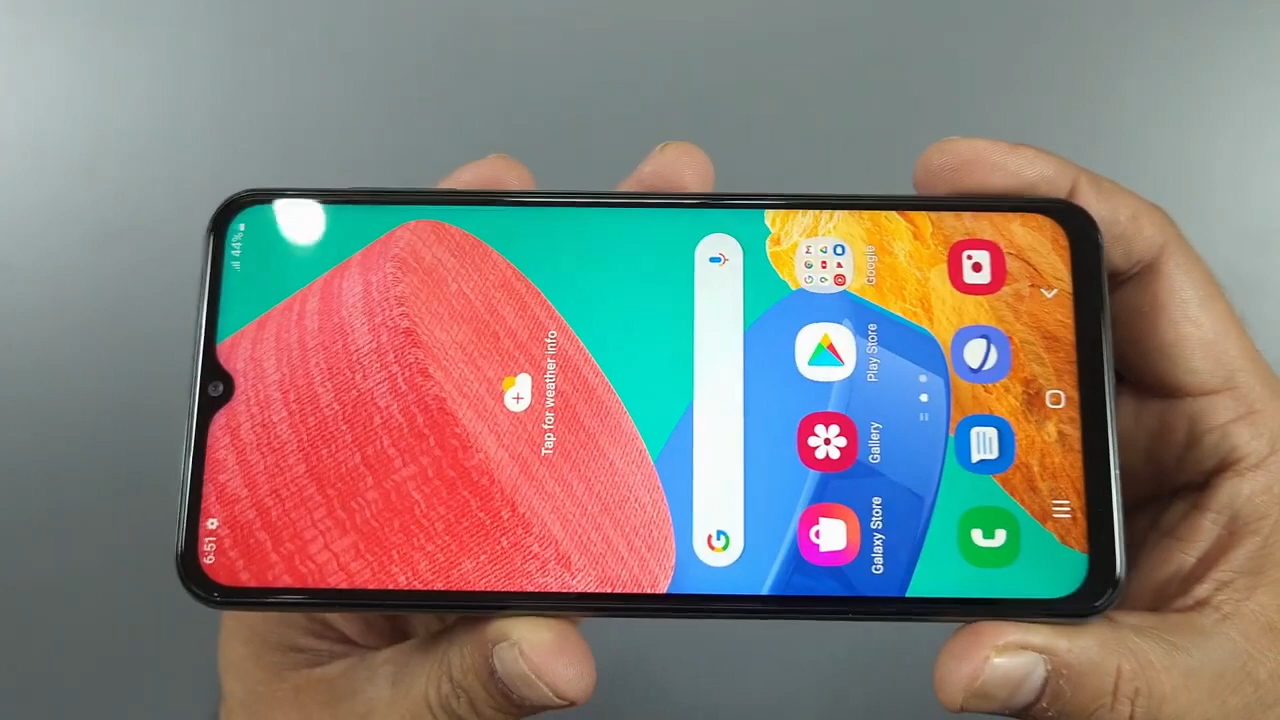 6:51
44%
Tap for weather info
Galaxy Store
Gallery
Play Store
Google